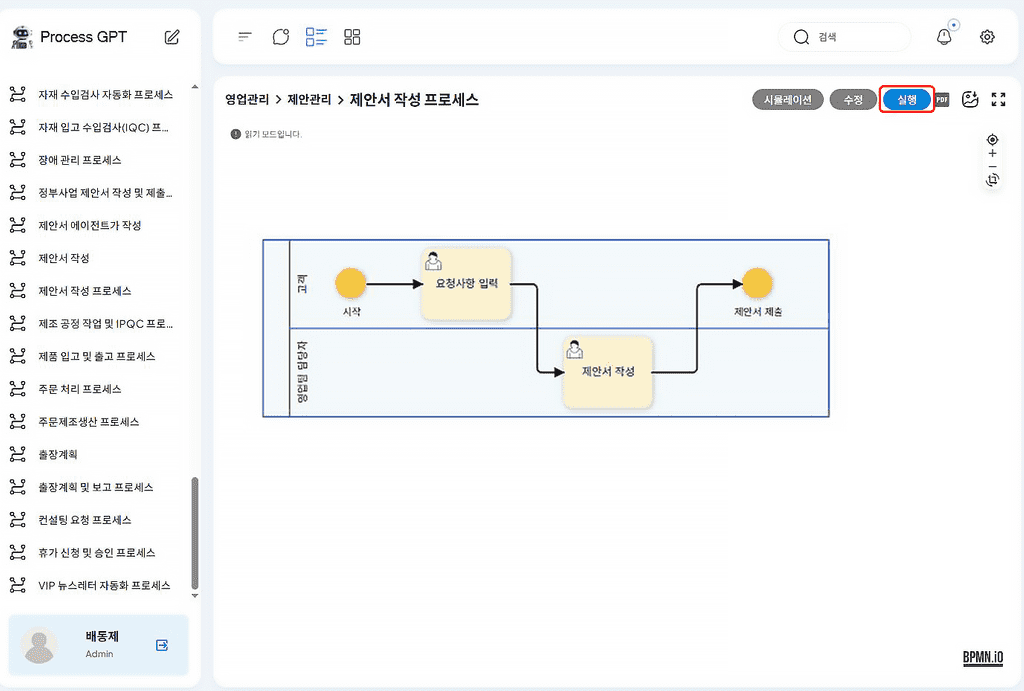 Process GPT
자재 수입검사 자동화 프로세스
자재 입고 수입검사(IQC) 프...
장애 관리 프로세스
정부사업 제안서 작성 및 제출...
제안서 에이전트가 작성
제안서 작성
제안서 작성 프로세스
제조 공정 작업 및 IPQC 프로...
제품 입고 및 출고 프로세스
주문 처리 프로세스
주문제조생산 프로세스
출장계획
출장계획 및 보고 프로세스
컨설팅 요청 프로세스
휴가 신청 및 승인 프로세스
VIP 뉴스레터 자동화 프로세스
배동제
Admin
검색
영업관리 > 제안관리 > 제안서 작성 프로세스
시뮬레이션 수정 실행 PDF
읽기 모드입니다.
고객
시작
요청사항 입력
제안서 제출
영업팀 담당자
제안서 작성
BPMN.iO